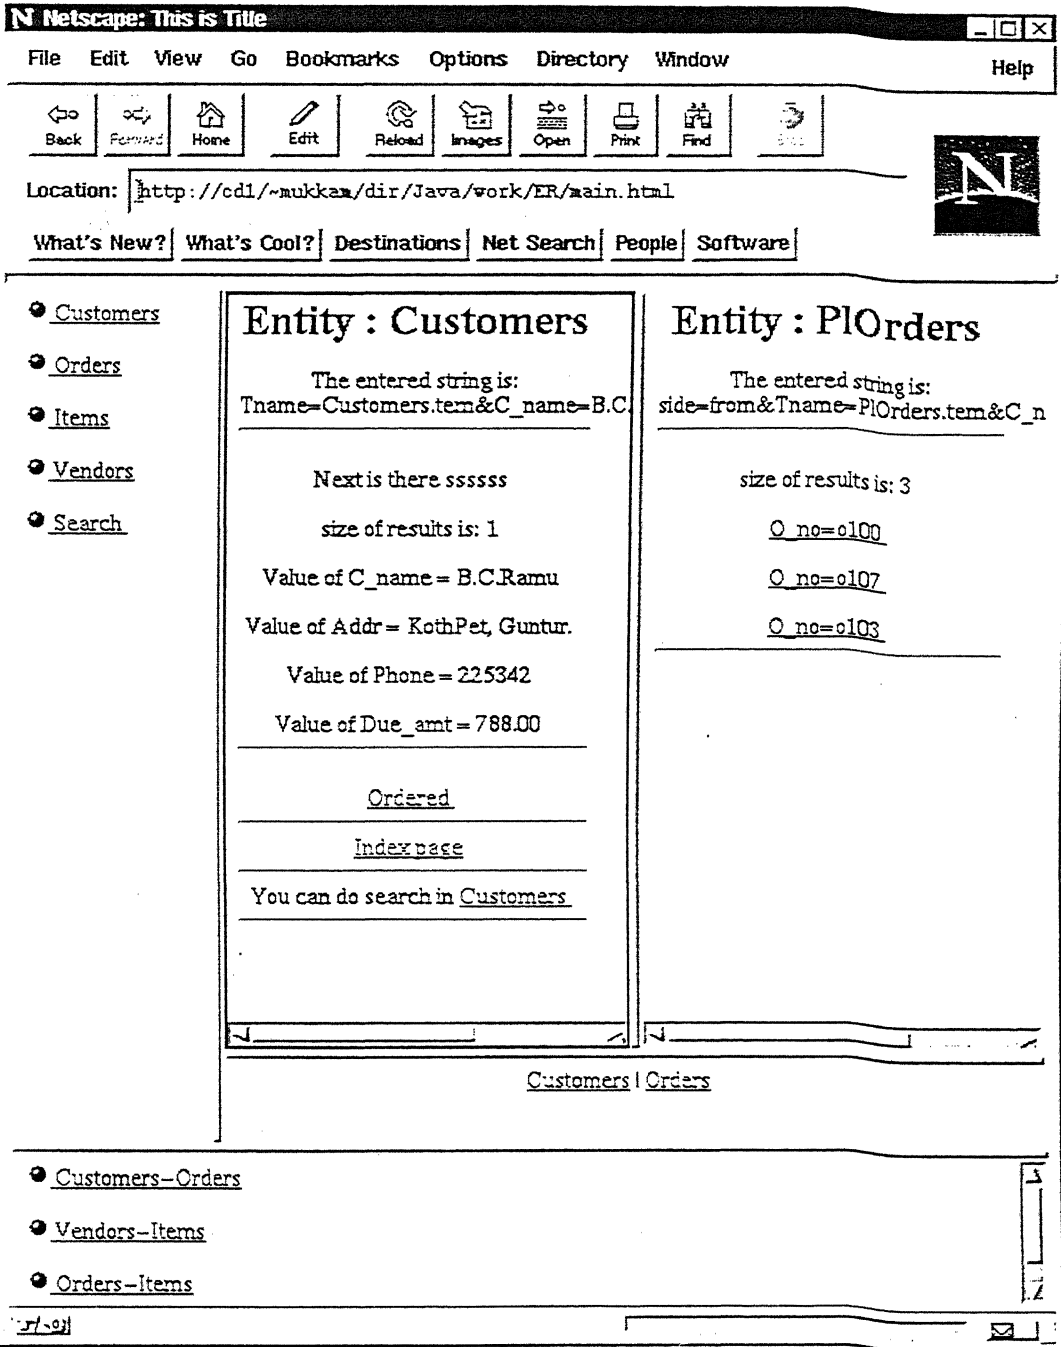 N Netscape: This is Title
File Edit View Go Bookmarks Options Directory Window Help
Back Forward Home Edit Reload Images Open Print Find
Location: http://cd1/~mukkam/dir/Java/work/ER/main.html
N
What's New? What's Cool? Destinations Net Search People Software
Customers
Orders
Items
Vendors
Search
Entity : Customers
The entered string is:
Tname=Customers.tem&C_name=B.C.
Next is there ssssss
size of results is: 1
Value of C_name = B.C.Ramu
Value of Addr = KothPet, Guntur.
Value of Phone = 225342
Value of Due_amt = 788.00
Ordered
Index page
You can do search in Customers
Entity : PlOrders
The entered string is:
side=from&Tname=PlOrders.tem&C_n
size of results is: 3
O_no=o100
O_no=o107
O_no=o103
Customers | Orders
Customers-Orders
Vendors-Items
Orders-Items